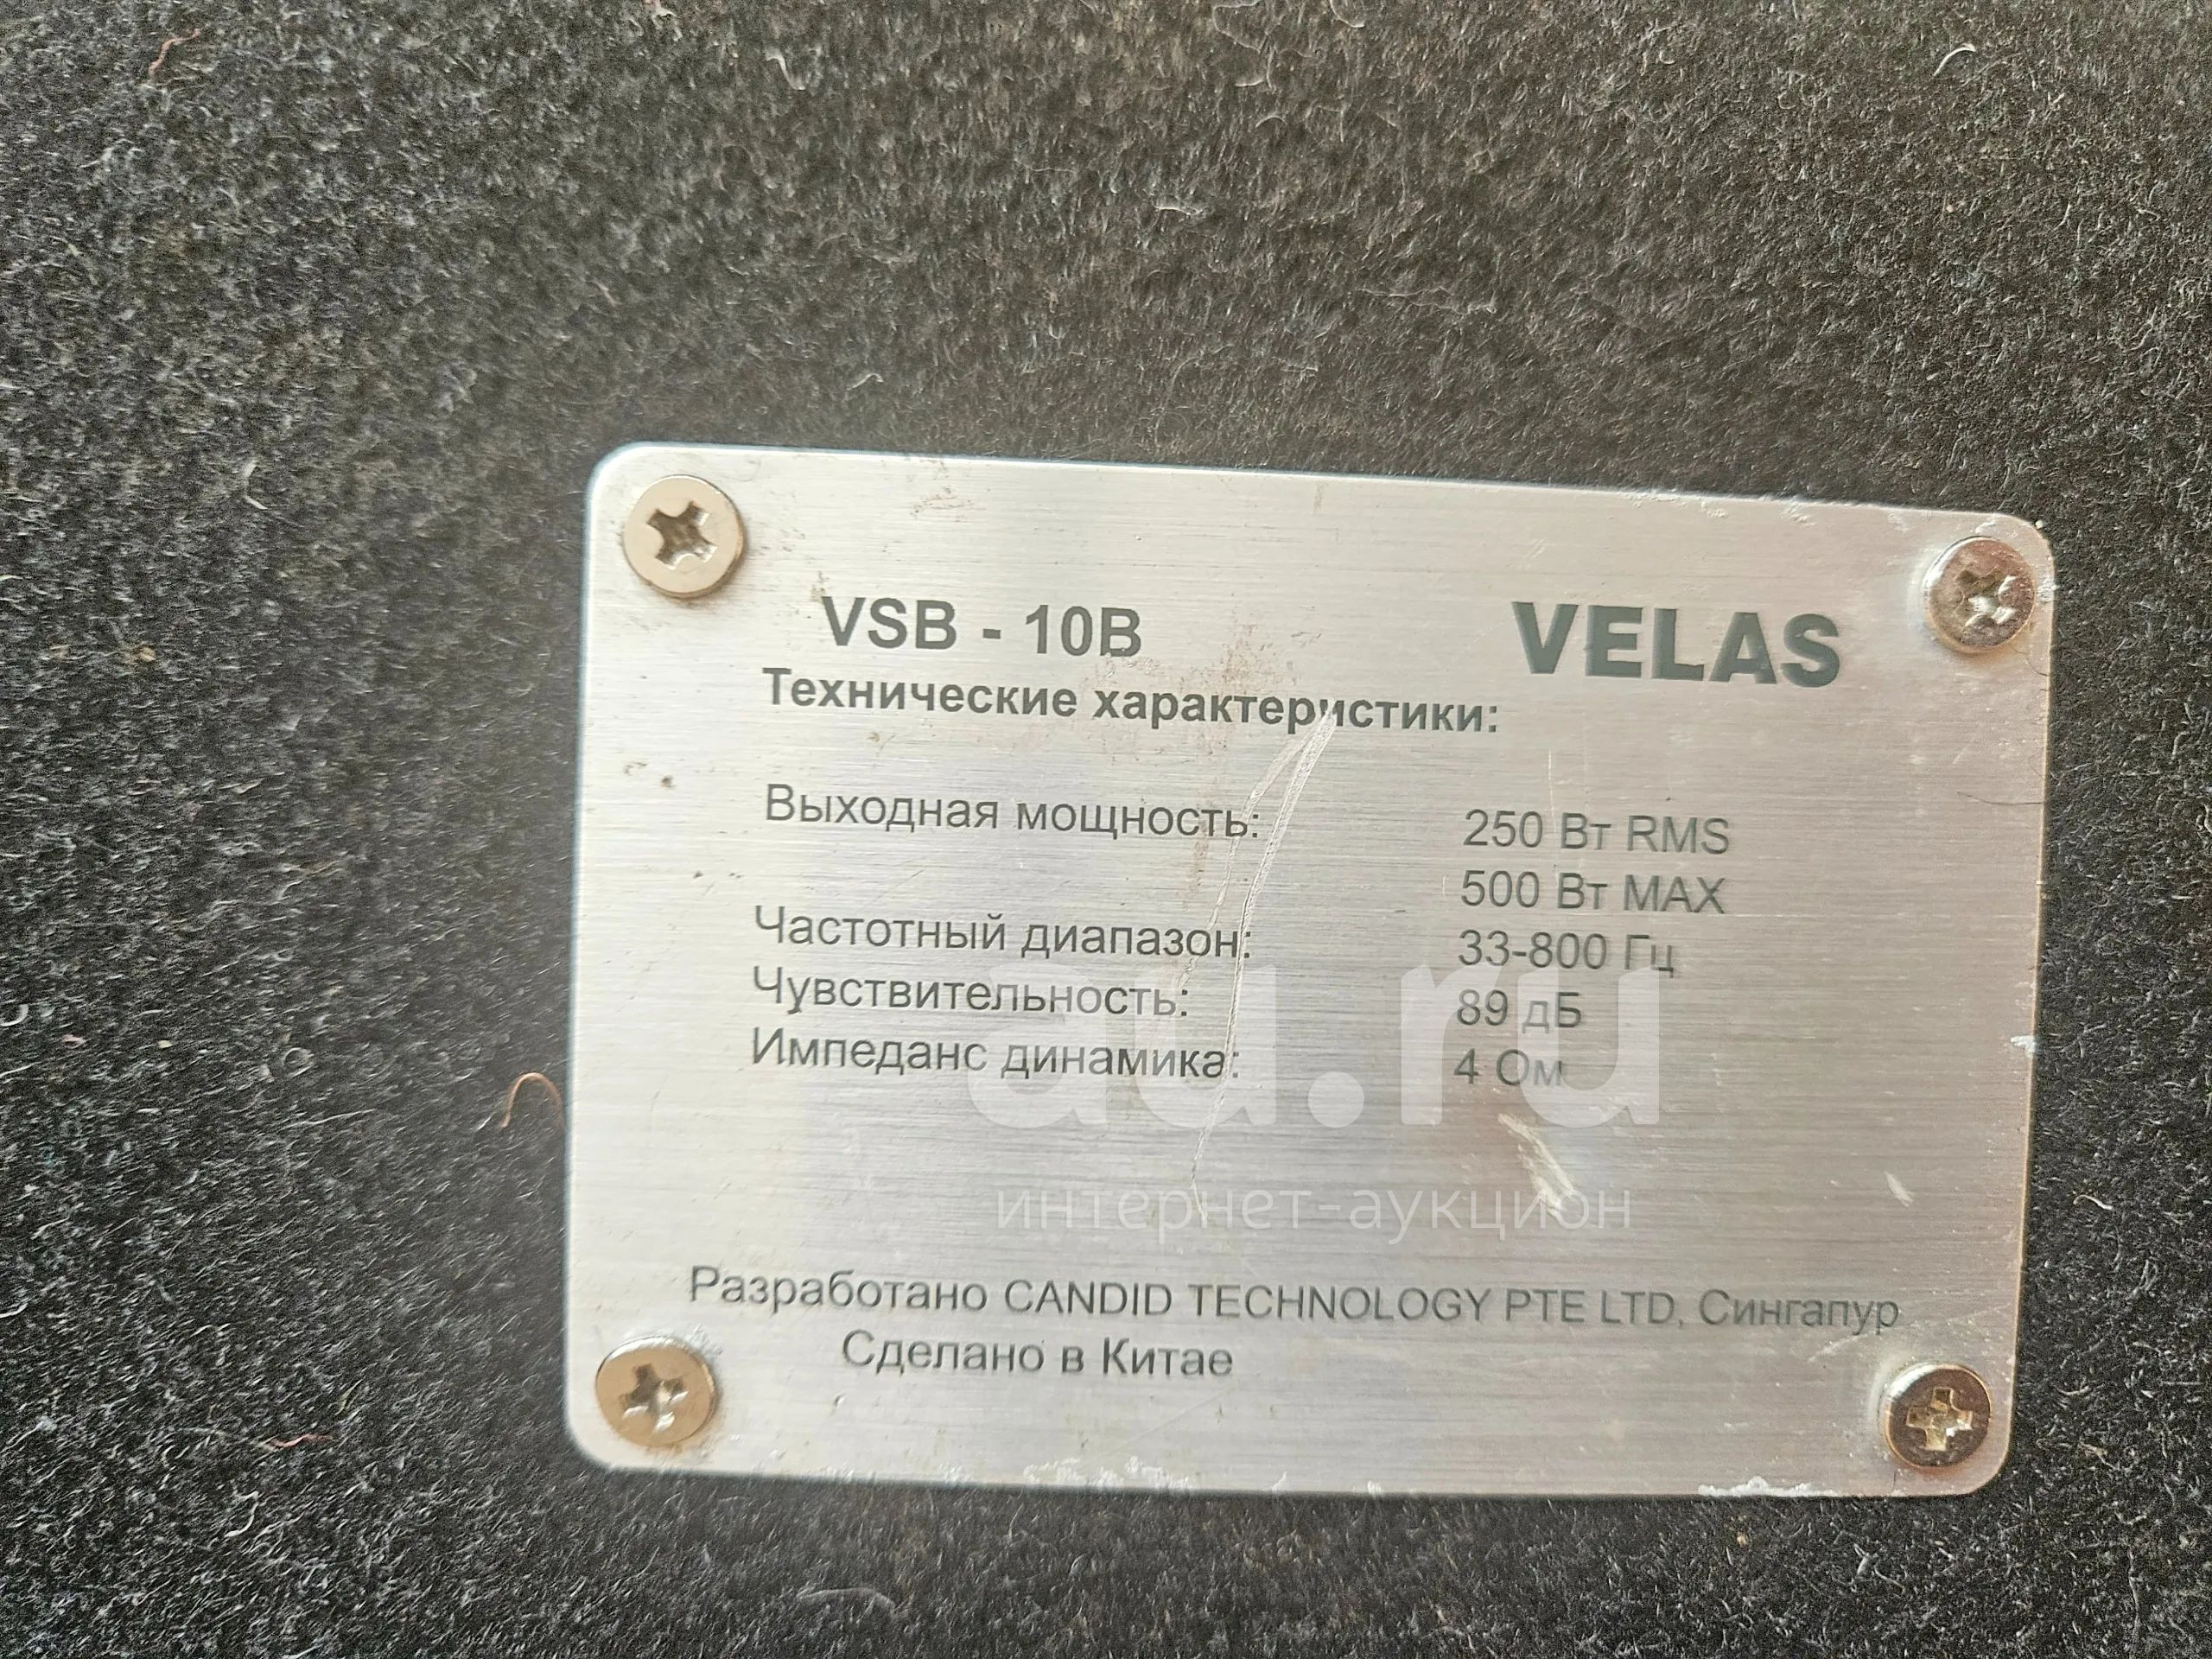 VSB - 10B
VELAS
Технические характеристики:
Выходная мощность: 250 Вт RMS
500 Вт MAX
Частотный диапазон: 33-800 Гц
Чувствительность: 89 дБ
Импеданс динамика: 4 Ом
au.ru
интернет-аукцион
Разработано CANDID TECHNOLOGY PTE LTD, Сингапур
Сделано в Китае